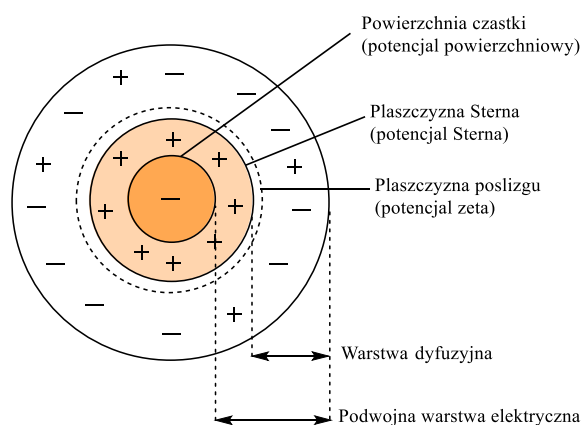 Powierzchnia czastki
(potencjal powierzchniowy)
Plaszczyzna Sterna
(potencjal Sterna)
Plaszczyzna poslizgu
(potencjal zeta)
Warstwa dyfuzyjna
Podwojna warstwa elektryczna